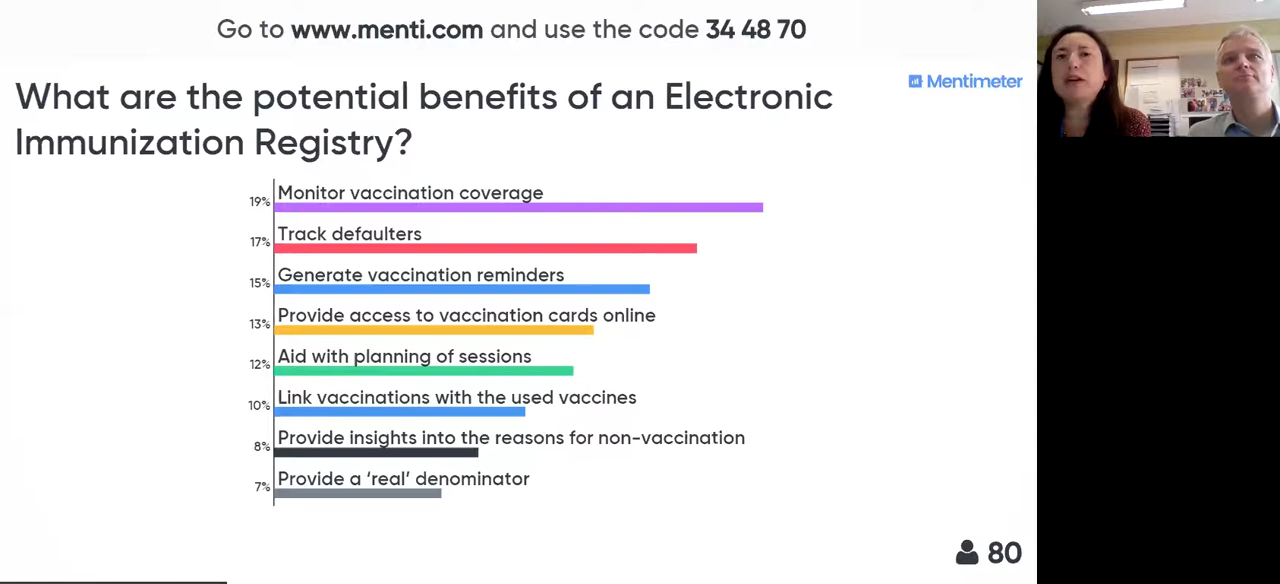 Go to www.menti.com and use the code 34 48 70
Mentimeter
What are the potential benefits of an Electronic
Immunization Registry?
19% Monitor vaccination coverage
17% Track defaulters
15% Generate vaccination reminders
13% Provide access to vaccination cards online
12% Aid with planning of sessions
10% Link vaccinations with the used vaccines
8% Provide insights into the reasons for non-vaccination
7% Provide a ‘real’ denominator
80